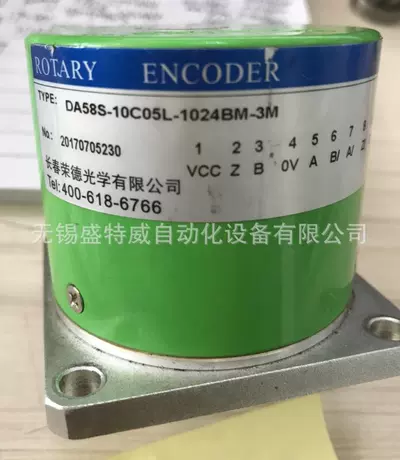 ROTARY ENCODER
TYPE: DA58S-10C05L-1024BM-3M
No.: 20170705230
1 2 3 4 5 6 7 8
VCC Z B 0V A B/ A/ Z
长春荣德光学有限公司
Tel:400-618-6766
无锡盛特威自动化设备有限公司